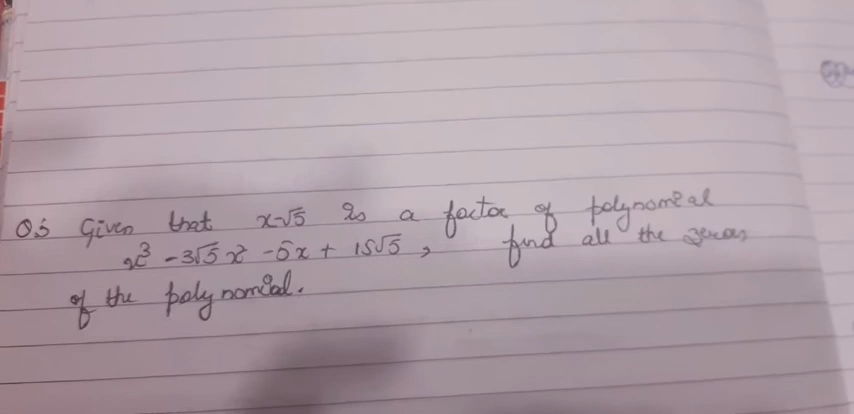 Q5 Given that x-√5 is a factor of polynomial
x³ - 3√5 x² - 5x + 15√5, find all the zeroes
of the polynomial.